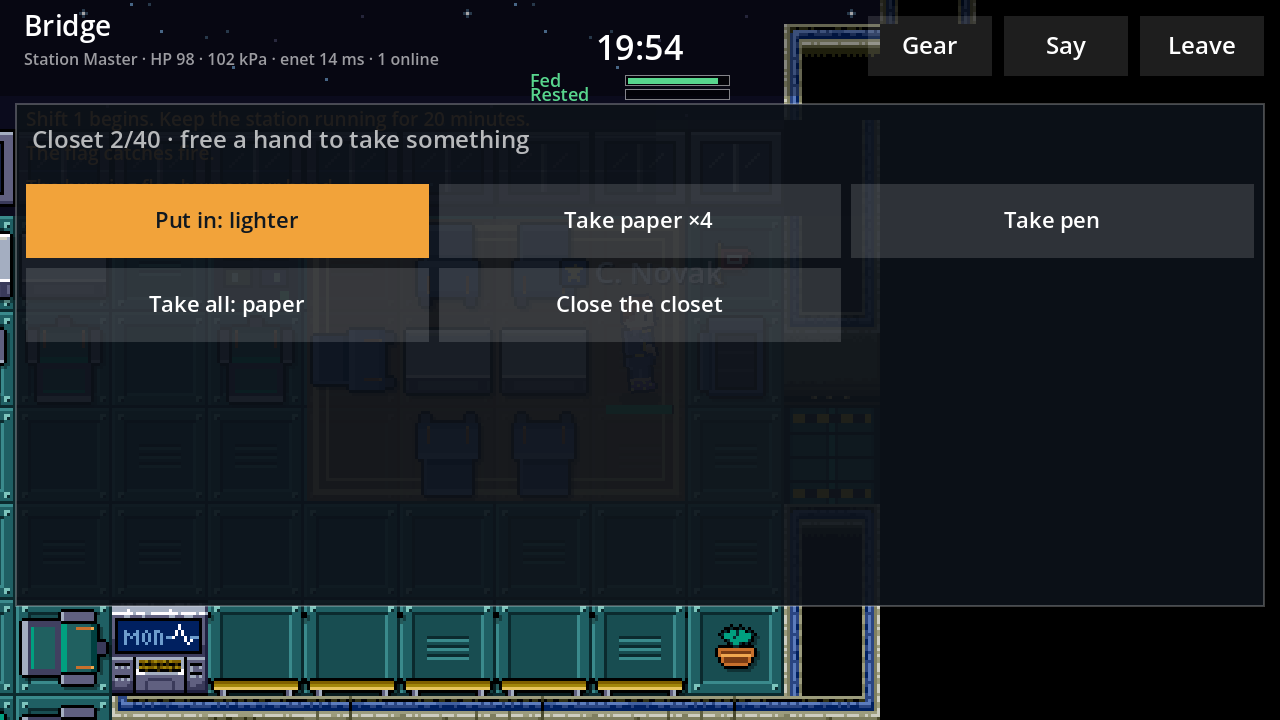 Bridge
Station Master · HP 98 · 102 kPa · enet 14 ms · 1 online
19:54
Fed
Rested
Gear
Say
Leave
Shift 1 begins. Keep the station running for 20 minutes.
Closet 2/40 · free a hand to take something
The flag catches fire.
Put in: lighter
Take paper ×4
Take pen
C. Novak
Take all: paper
Close the closet
MON